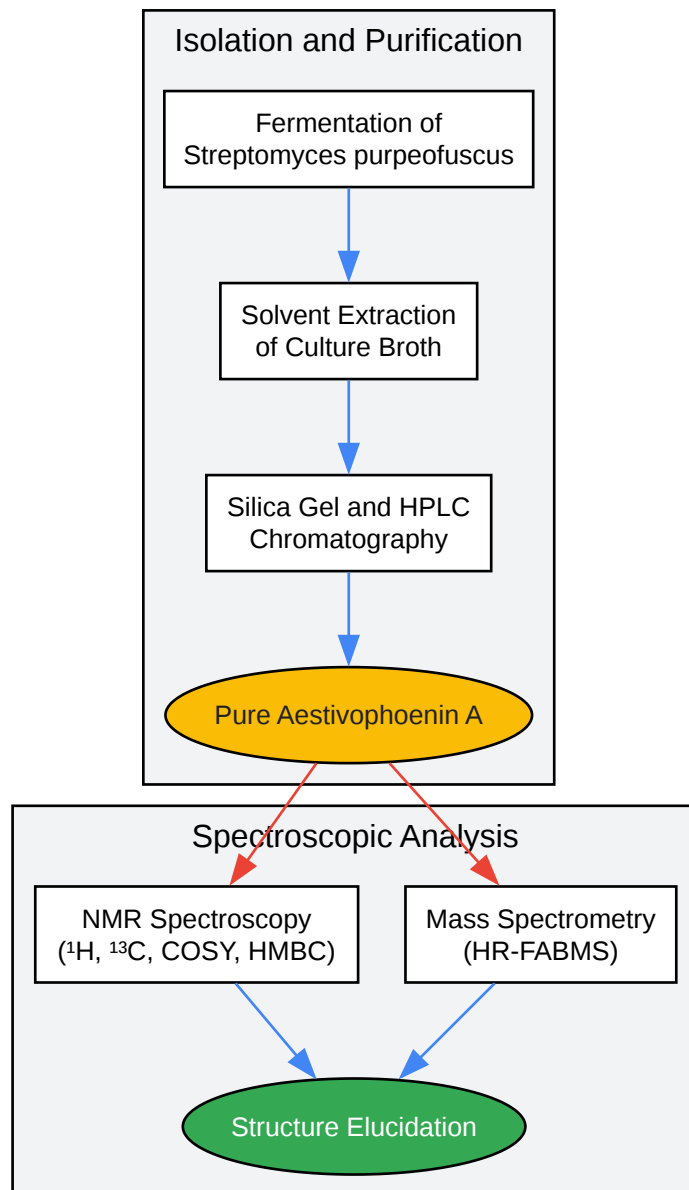 Isolation and Purification
Fermentation of
Streptomyces purpeofuscus
Solvent Extraction
of Culture Broth
Silica Gel and HPLC
Chromatography
Pure Aestivophoenin A
Spectroscopic Analysis
NMR Spectroscopy
(¹H, ¹³C, COSY, HMBC)
Mass Spectrometry
(HR-FABMS)
Structure Elucidation